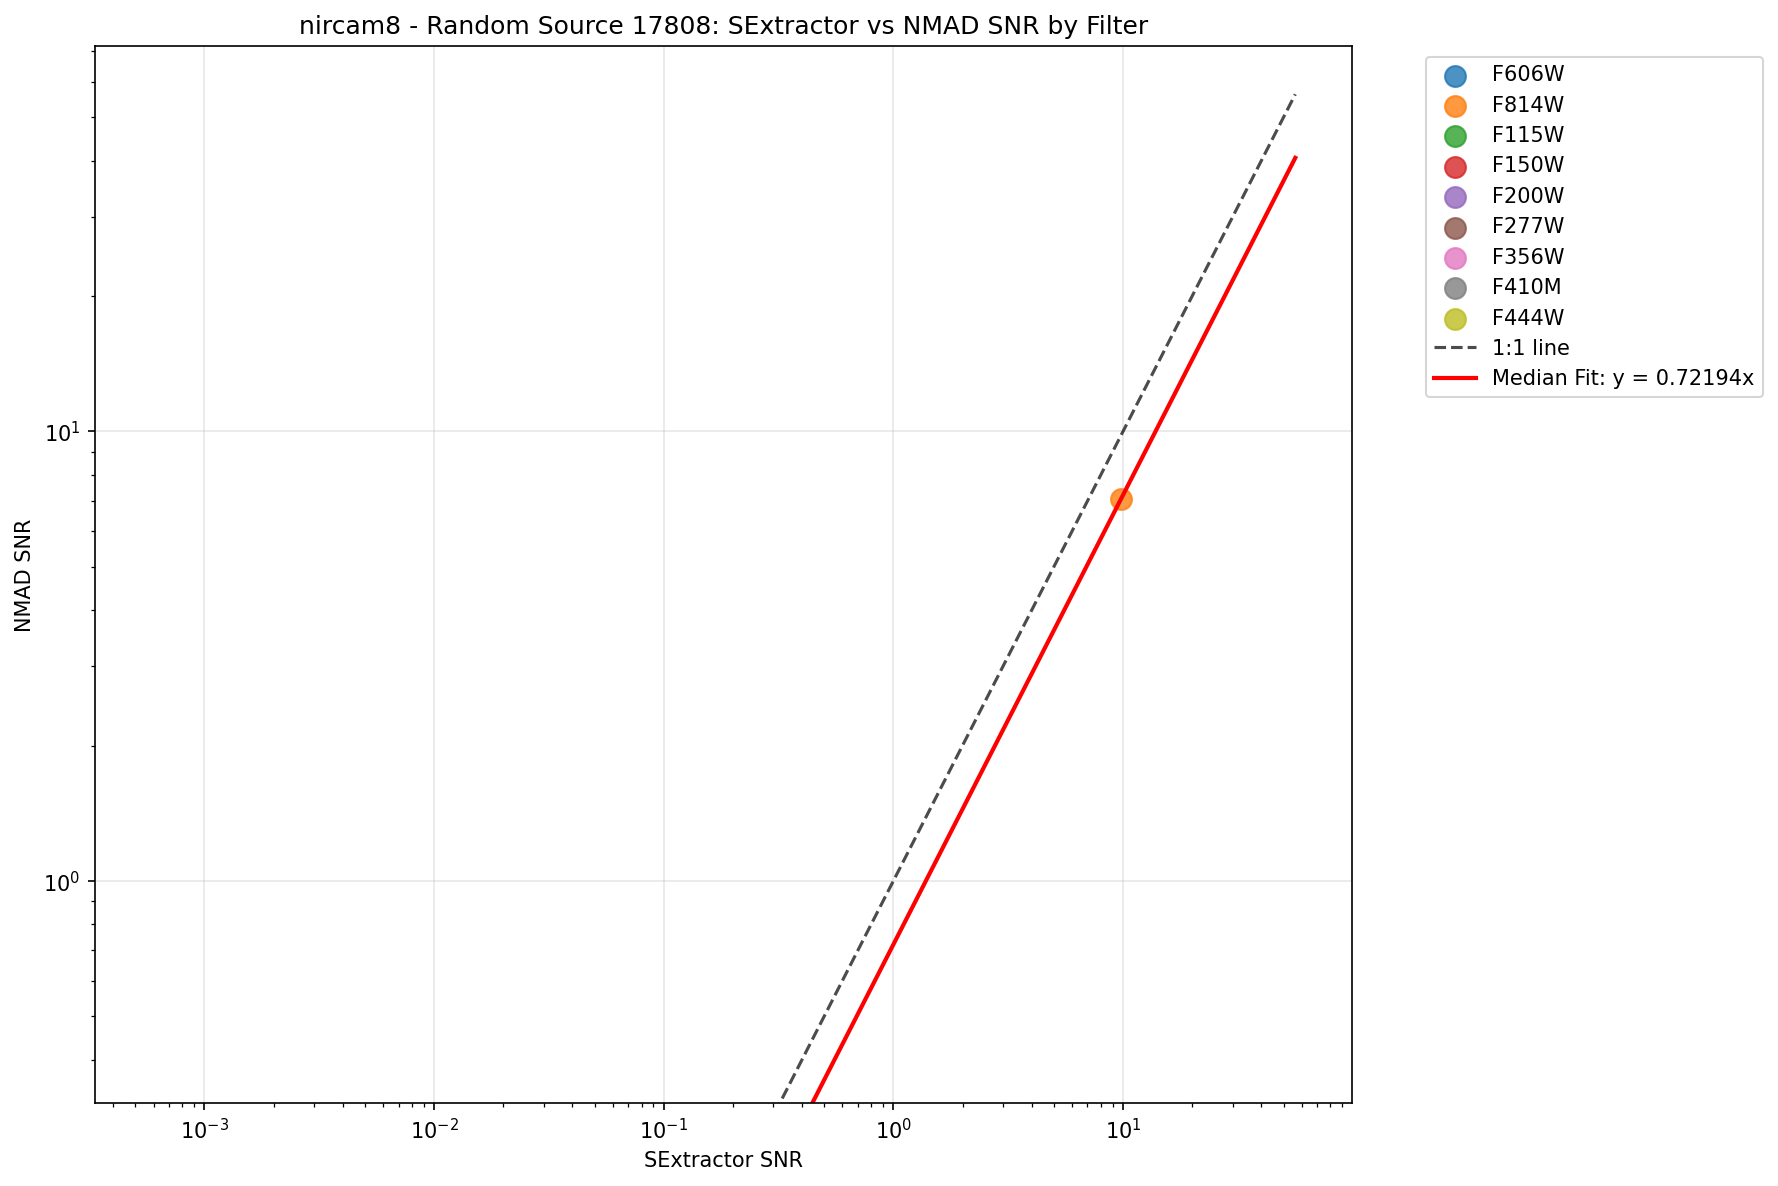 nircam8 - Random Source 17808: SExtractor vs NMAD SNR by Filter
F606W
F814W
F115W
F150W
F200W
F277W
F356W
F410M
F444W
1:1 line
Median Fit: y = 0.72194x
NMAD SNR
10¹
10⁰
10⁻³ 10⁻² 10⁻¹ 10⁰ 10¹
SExtractor SNR